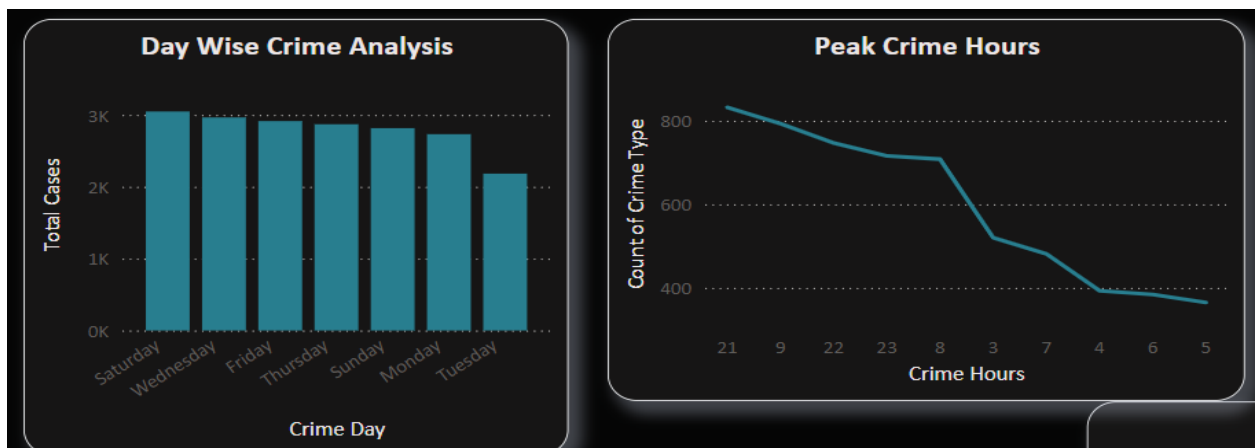 Day Wise Crime Analysis
Total Cases
3K
2K
1K
0K
Saturday
Wednesday
Friday
Thursday
Sunday
Monday
Tuesday
Crime Day
Peak Crime Hours
Count of Crime Type
800
600
400
21 9 22 23 8 3 7 4 6 5
Crime Hours